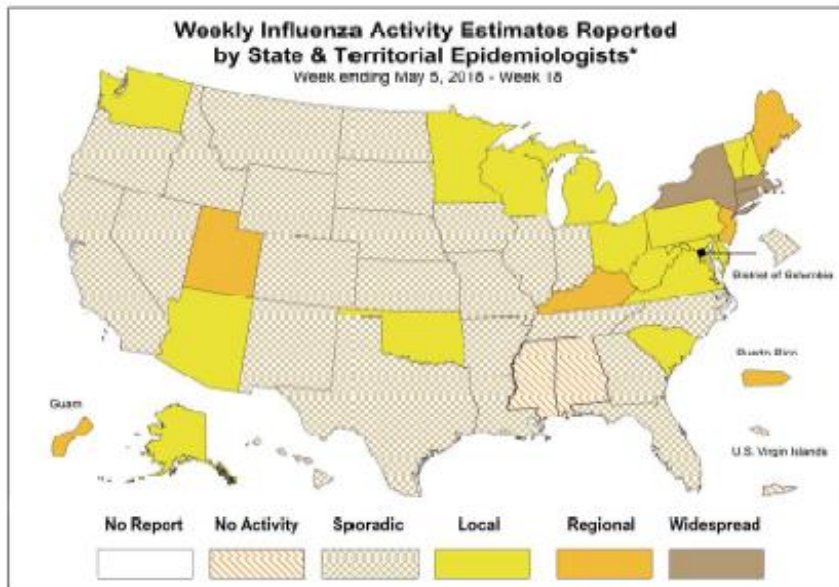 Weekly Influenza Activity Estimates Reported
by State & Territorial Epidemiologists*
Week ending May 5, 2018 - Week 18
District of Columbia
Puerto Rico
Guam
U.S. Virgin Islands
No Report No Activity Sporadic Local Regional Widespread